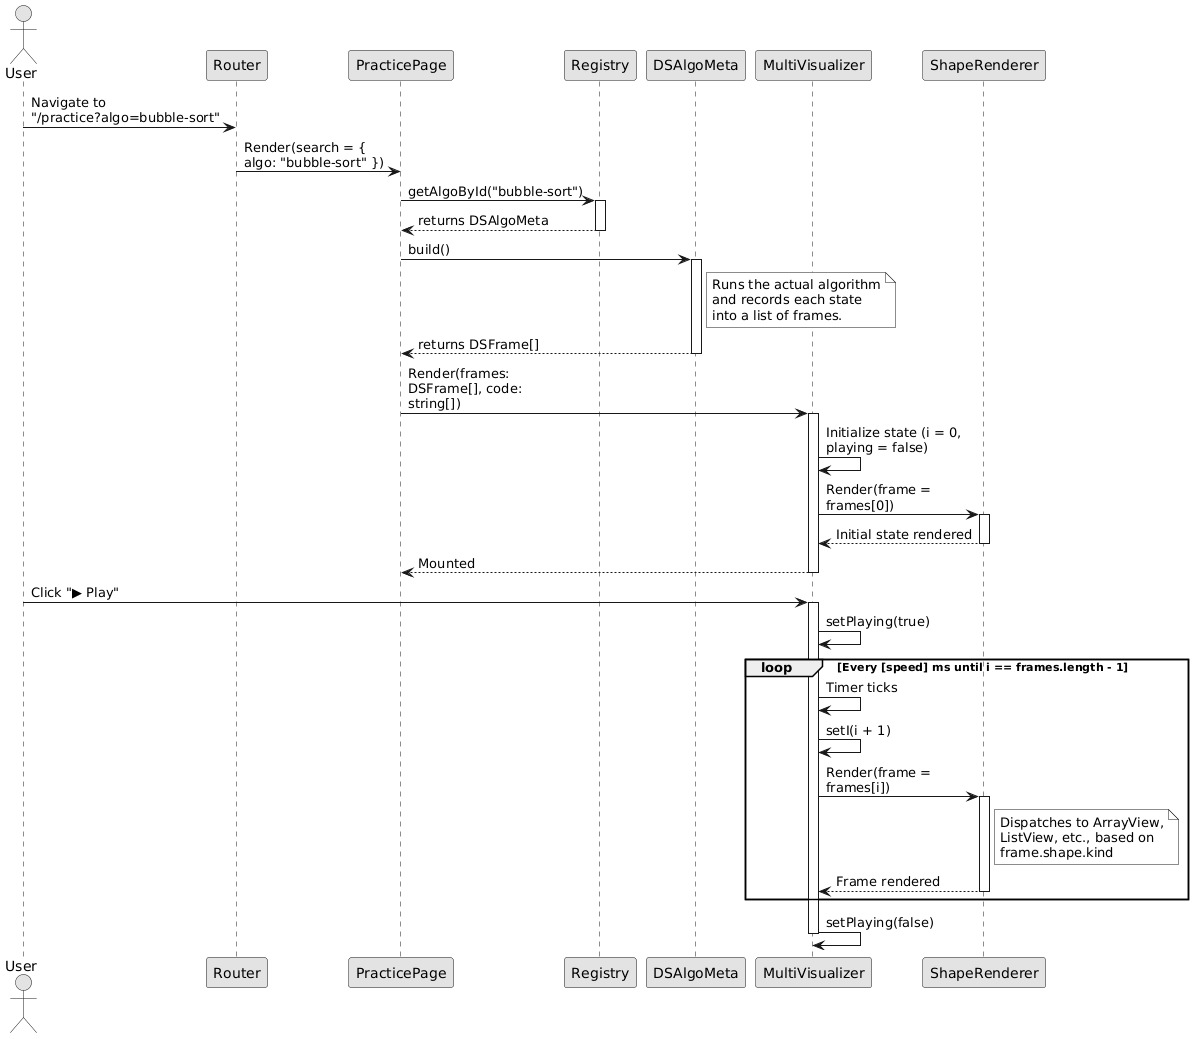 User
Router
PracticePage
Registry
DSAlgoMeta
MultiVisualizer
ShapeRenderer
Navigate to
"/practice?algo=bubble-sort"
Render(search = {
algo: "bubble-sort" })
getAlgoById("bubble-sort")
returns DSAlgoMeta
build()
Runs the actual algorithm
and records each state
into a list of frames.
returns DSFrame[]
Render(frames:
DSFrame[], code:
string[])
Initialize state (i = 0,
playing = false)
Render(frame =
frames[0])
Initial state rendered
Mounted
Click "▶ Play"
setPlaying(true)
loop
[Every [speed] ms until i == frames.length - 1]
Timer ticks
setI(i + 1)
Render(frame =
frames[i])
Dispatches to ArrayView,
ListView, etc., based on
frame.shape.kind
Frame rendered
setPlaying(false)
User
Router
PracticePage
Registry
DSAlgoMeta
MultiVisualizer
ShapeRenderer